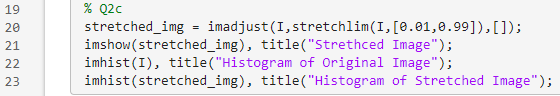 19 % Q2c
20 stretched_img = imadjust(I,stretchlim(I,[0.01,0.99]),[]);
21 imshow(stretched_img), title("Strethced Image");
22 imhist(I), title("Histogram of Original Image");
23 imhist(stretched_img), title("Histogram of Stretched Image");